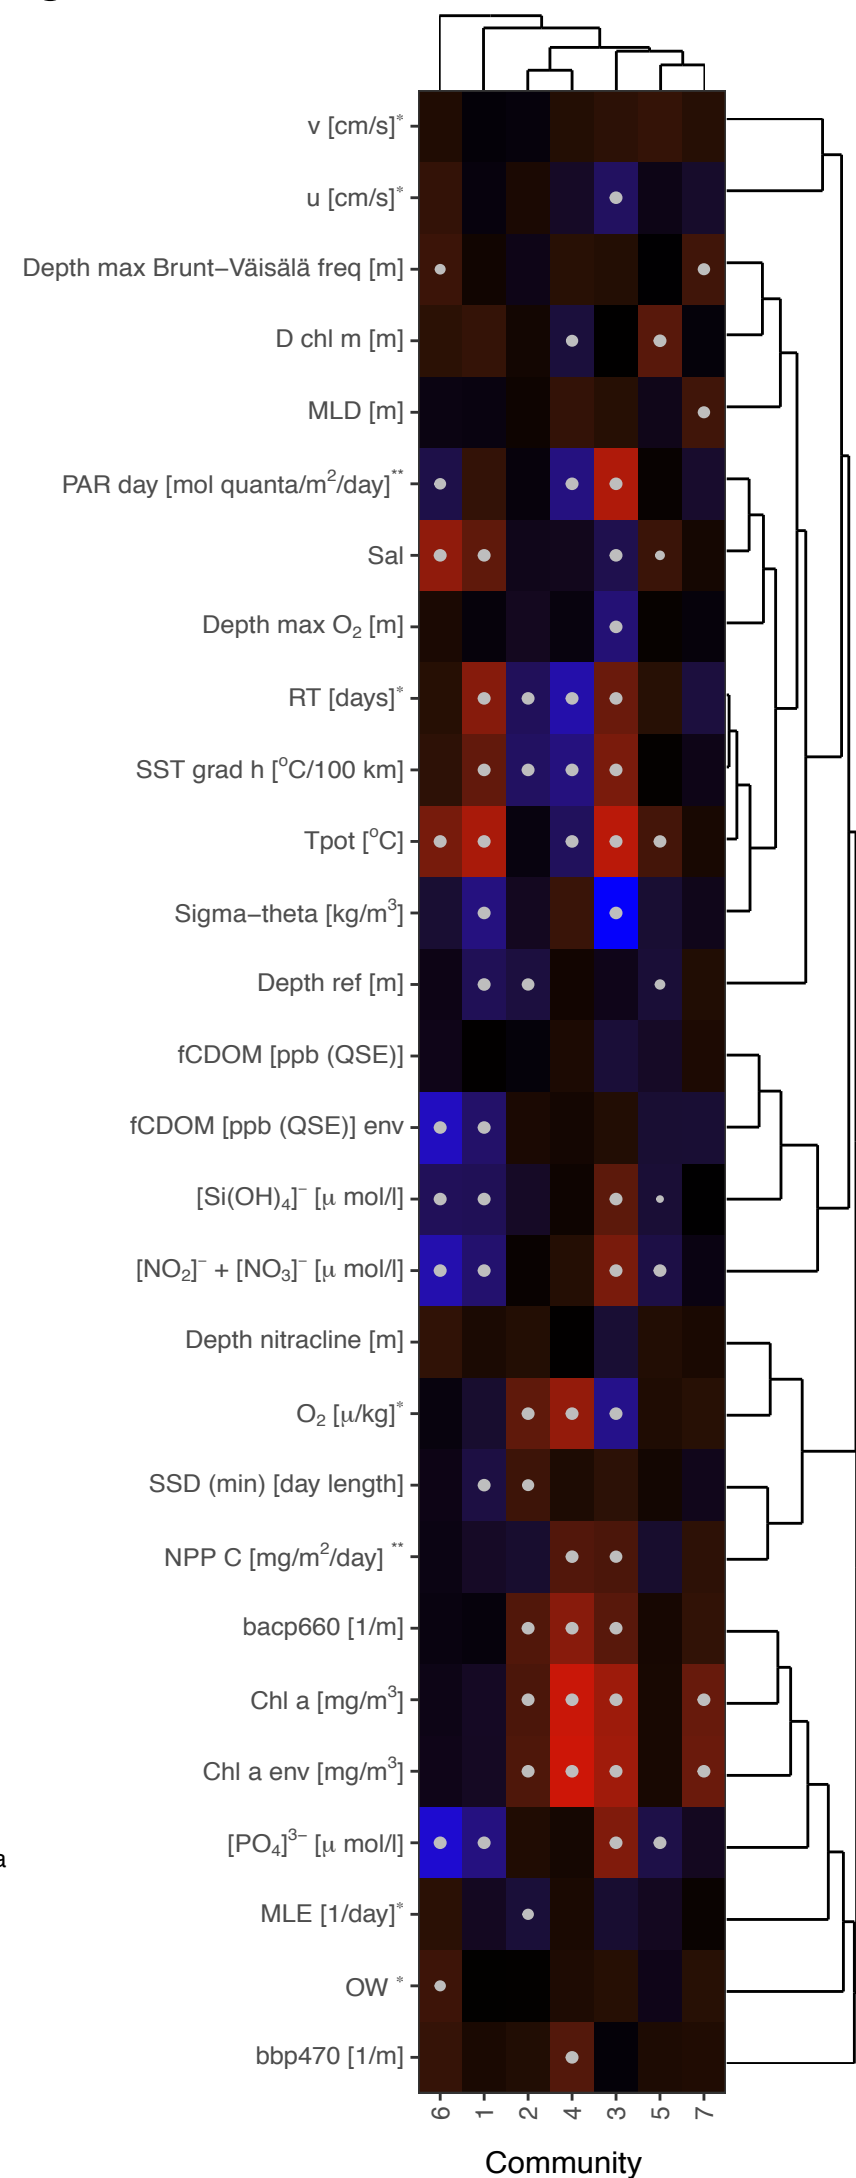 v [cm/s]*
u [cm/s]*
Depth max Brunt−Väisälä freq [m]
D chl m [m]
MLD [m]
PAR day [mol quanta/m²/day]**
Sal
Depth max O₂ [m]
RT [days]*
SST grad h [°C/100 km]
Tpot [°C]
Sigma−theta [kg/m³]
Depth ref [m]
fCDOM [ppb (QSE)]
fCDOM [ppb (QSE)] env
[Si(OH)₄]⁻ [μ mol/l]
[NO₂]⁻ + [NO₃]⁻ [μ mol/l]
Depth nitracline [m]
O₂ [μ/kg]*
SSD (min) [day length]
NPP C [mg/m²/day] **
bacp660 [1/m]
Chl a [mg/m³]
Chl a env [mg/m³]
[PO₄]³⁻ [μ mol/l]
a
MLE [1/day]*
OW *
bbp470 [1/m]
6 1 2 4 3 5 7
Community